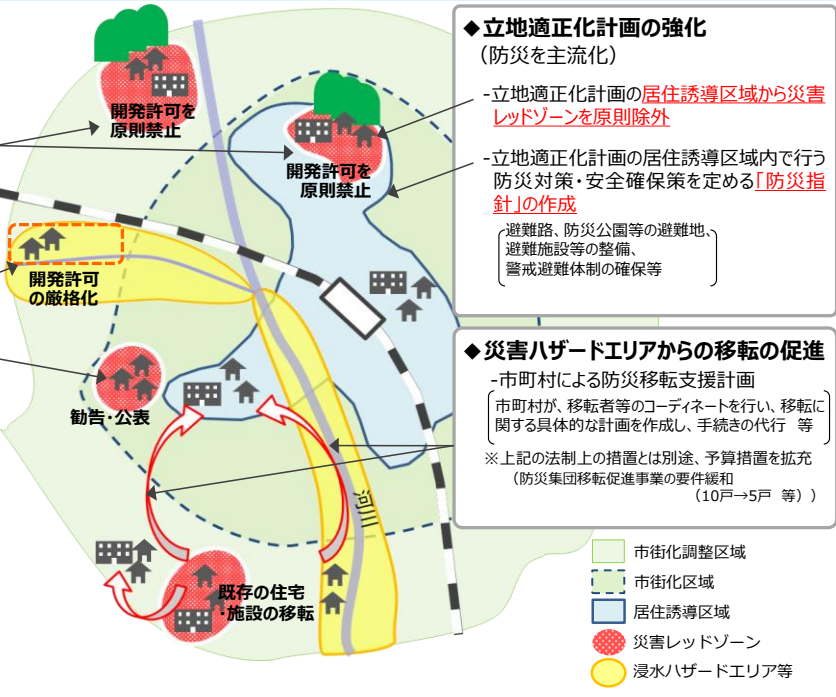 開発許可を
原則禁止
開発許可を
原則禁止
開発許可
の厳格化
勧告・公表
河川
既存の住宅
・施設の移転
◆立地適正化計画の強化
（防災を主流化）
-立地適正化計画の居住誘導区域から災害
レッドゾーンを原則除外
-立地適正化計画の居住誘導区域内で行う
防災対策・安全確保策を定める「防災指
針」の作成
避難路、防災公園等の避難地、
避難施設等の整備、
警戒避難体制の確保等
◆災害ハザードエリアからの移転の促進
-市町村による防災移転支援計画
市町村が、移転者等のコーディネートを行い、移転に
関する具体的な計画を作成し、手続きの代行　等
※上記の法制上の措置とは別途、予算措置を拡充
（防災集団移転促進事業の要件緩和
（10戸→5戸　等））
市街化調整区域
市街化区域
居住誘導区域
災害レッドゾーン
浸水ハザードエリア等